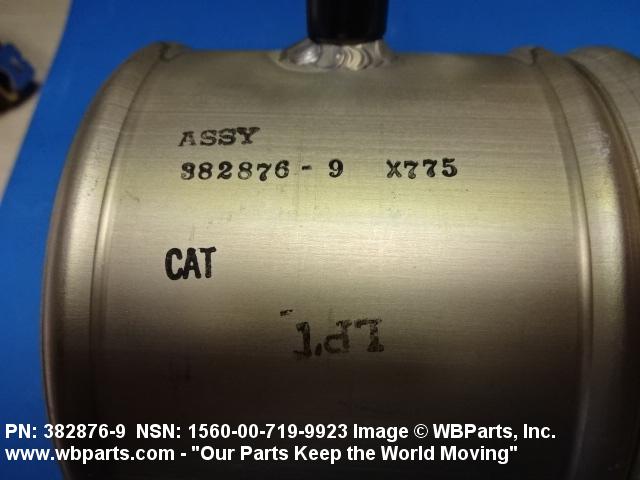 ASSY
382876-9 X775
CAT
LPT
PN: 382876-9 NSN: 1560-00-719-9923 Image © WBParts, Inc.
www.wbparts.com - "Our Parts Keep the World Moving"